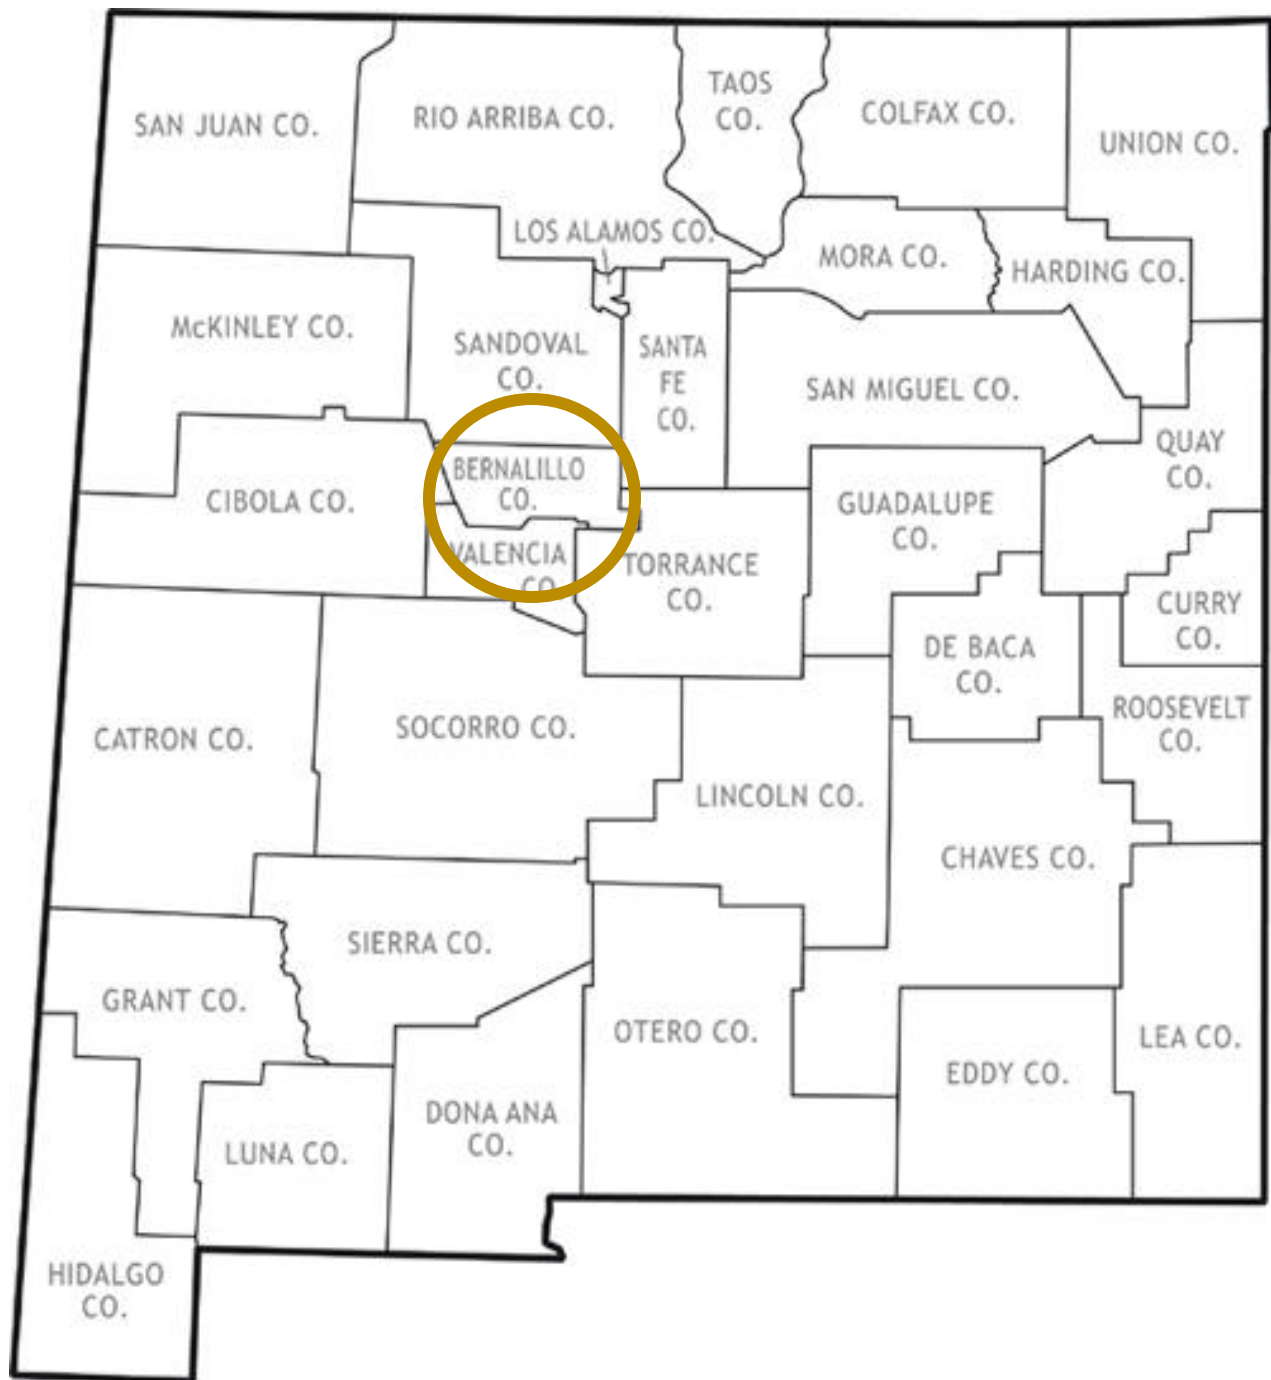 SAN JUAN CO.
RIO ARRIBA CO.
TAOS
CO.
COLFAX CO.
UNION CO.
LOS ALAMOS CO.
MORA CO.
HARDING CO.
McKINLEY CO.
SANDOVAL
CO.
SANTA
FE
CO.
SAN MIGUEL CO.
QUAY
CO.
CIBOLA CO.
BERNALILLO
CO.
GUADALUPE
CO.
VALENCIA
CO.
TORRANCE
CO.
CURRY
CO.
DE BACA
CO.
ROOSEVELT
CO.
CATRON CO.
SOCORRO CO.
LINCOLN CO.
CHAVES CO.
SIERRA CO.
GRANT CO.
OTERO CO.
LEA CO.
EDDY CO.
DONA ANA
CO.
LUNA CO.
HIDALGO
CO.